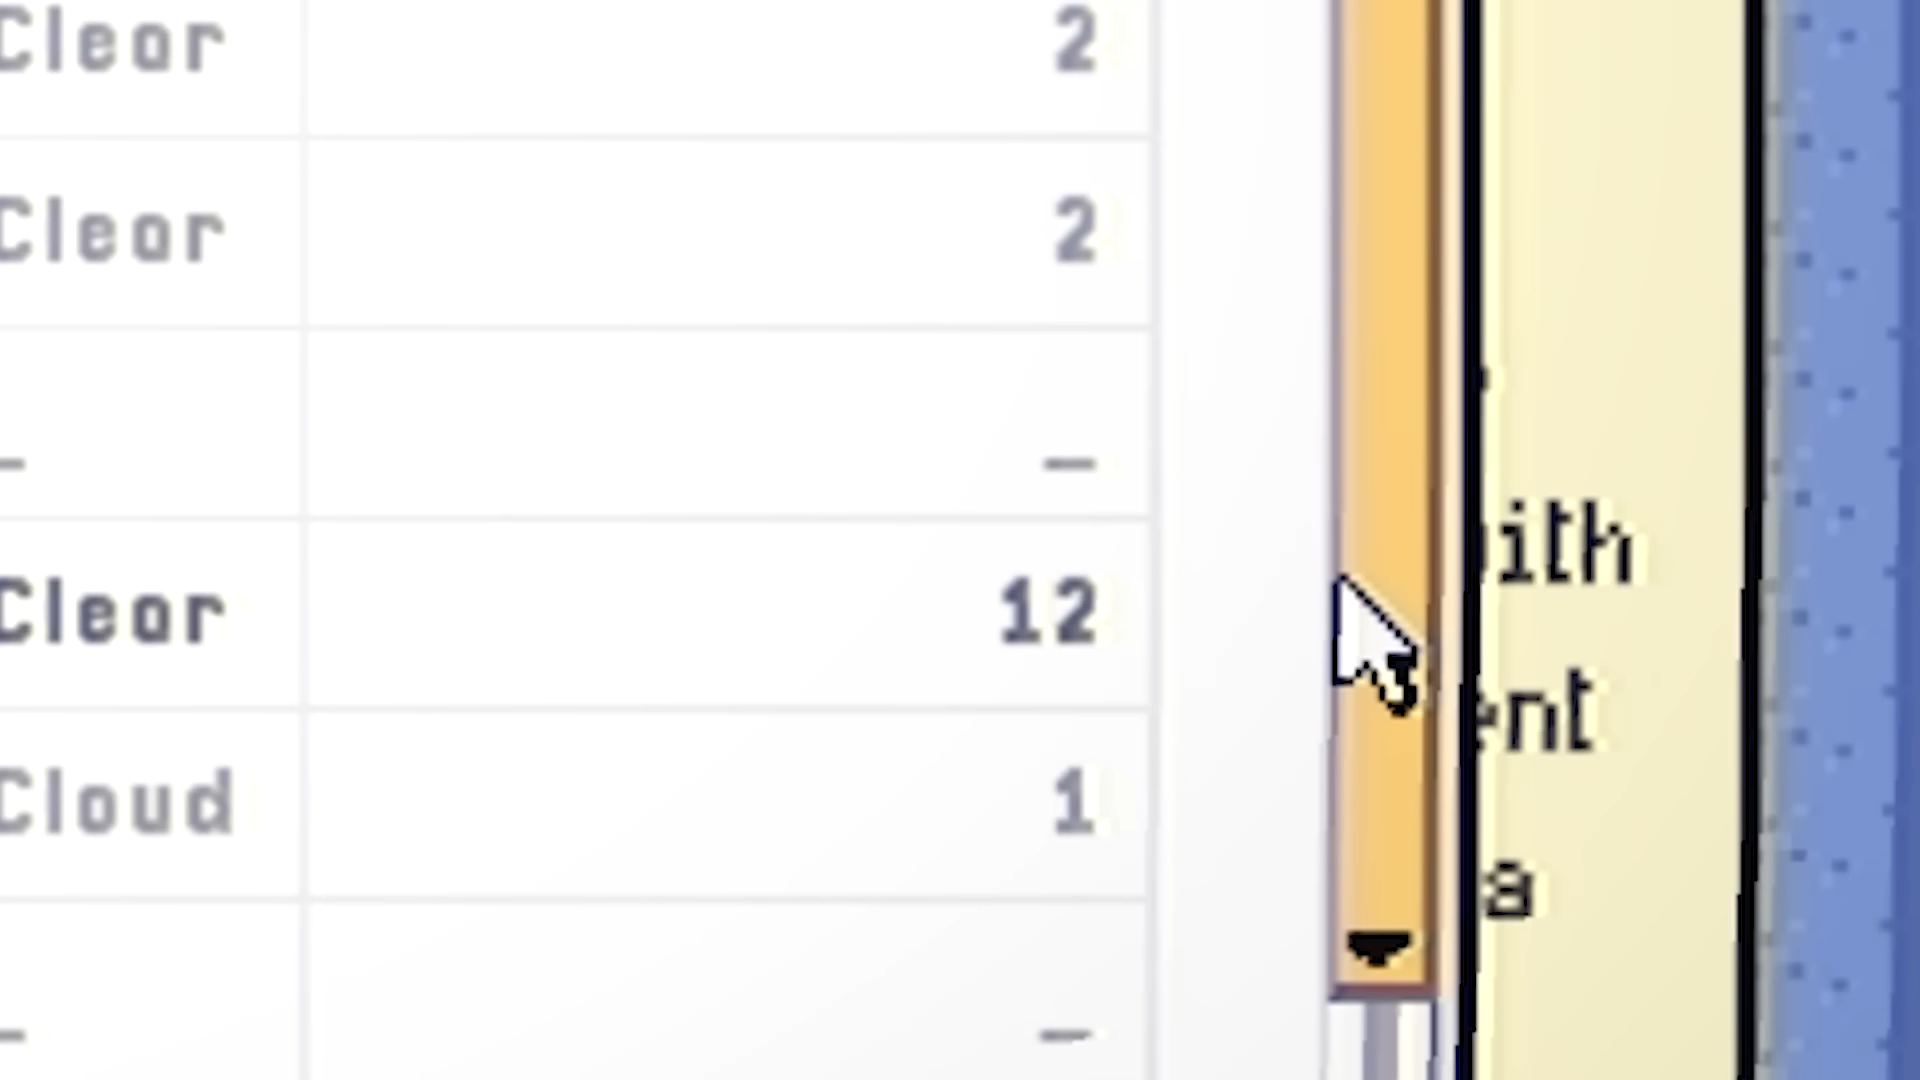 Clear 2
Clear 2
– –
Clear 12
ith
ent
Cloud 1
a
– –